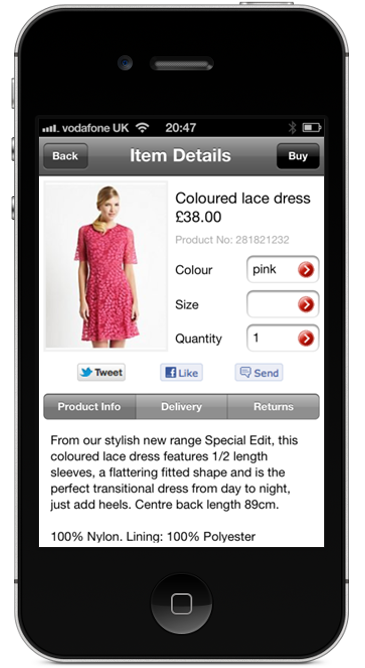 vodafone UK 20:47
Back Item Details Buy
Coloured lace dress
£38.00
Product No: 281821232
Colour pink
Size
Quantity 1
Tweet Like Send
Product Info Delivery Returns
From our stylish new range Special Edit, this
coloured lace dress features 1/2 length
sleeves, a flattering fitted shape and is the
perfect transitional dress from day to night,
just add heels. Centre back length 89cm.
100% Nylon. Lining: 100% Polyester